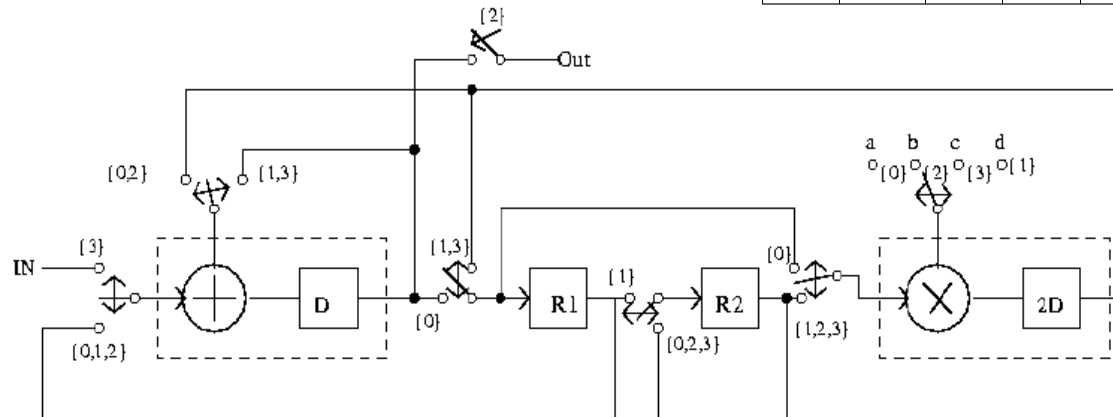 {2}
Out
a b c d
{0,2} {1,3} {0} {2} {3} {1}
{3} {1,3} {0}
IN D {0} R1 {1} R2 2D
{0,1,2} {0,2,3} {1,2,3}